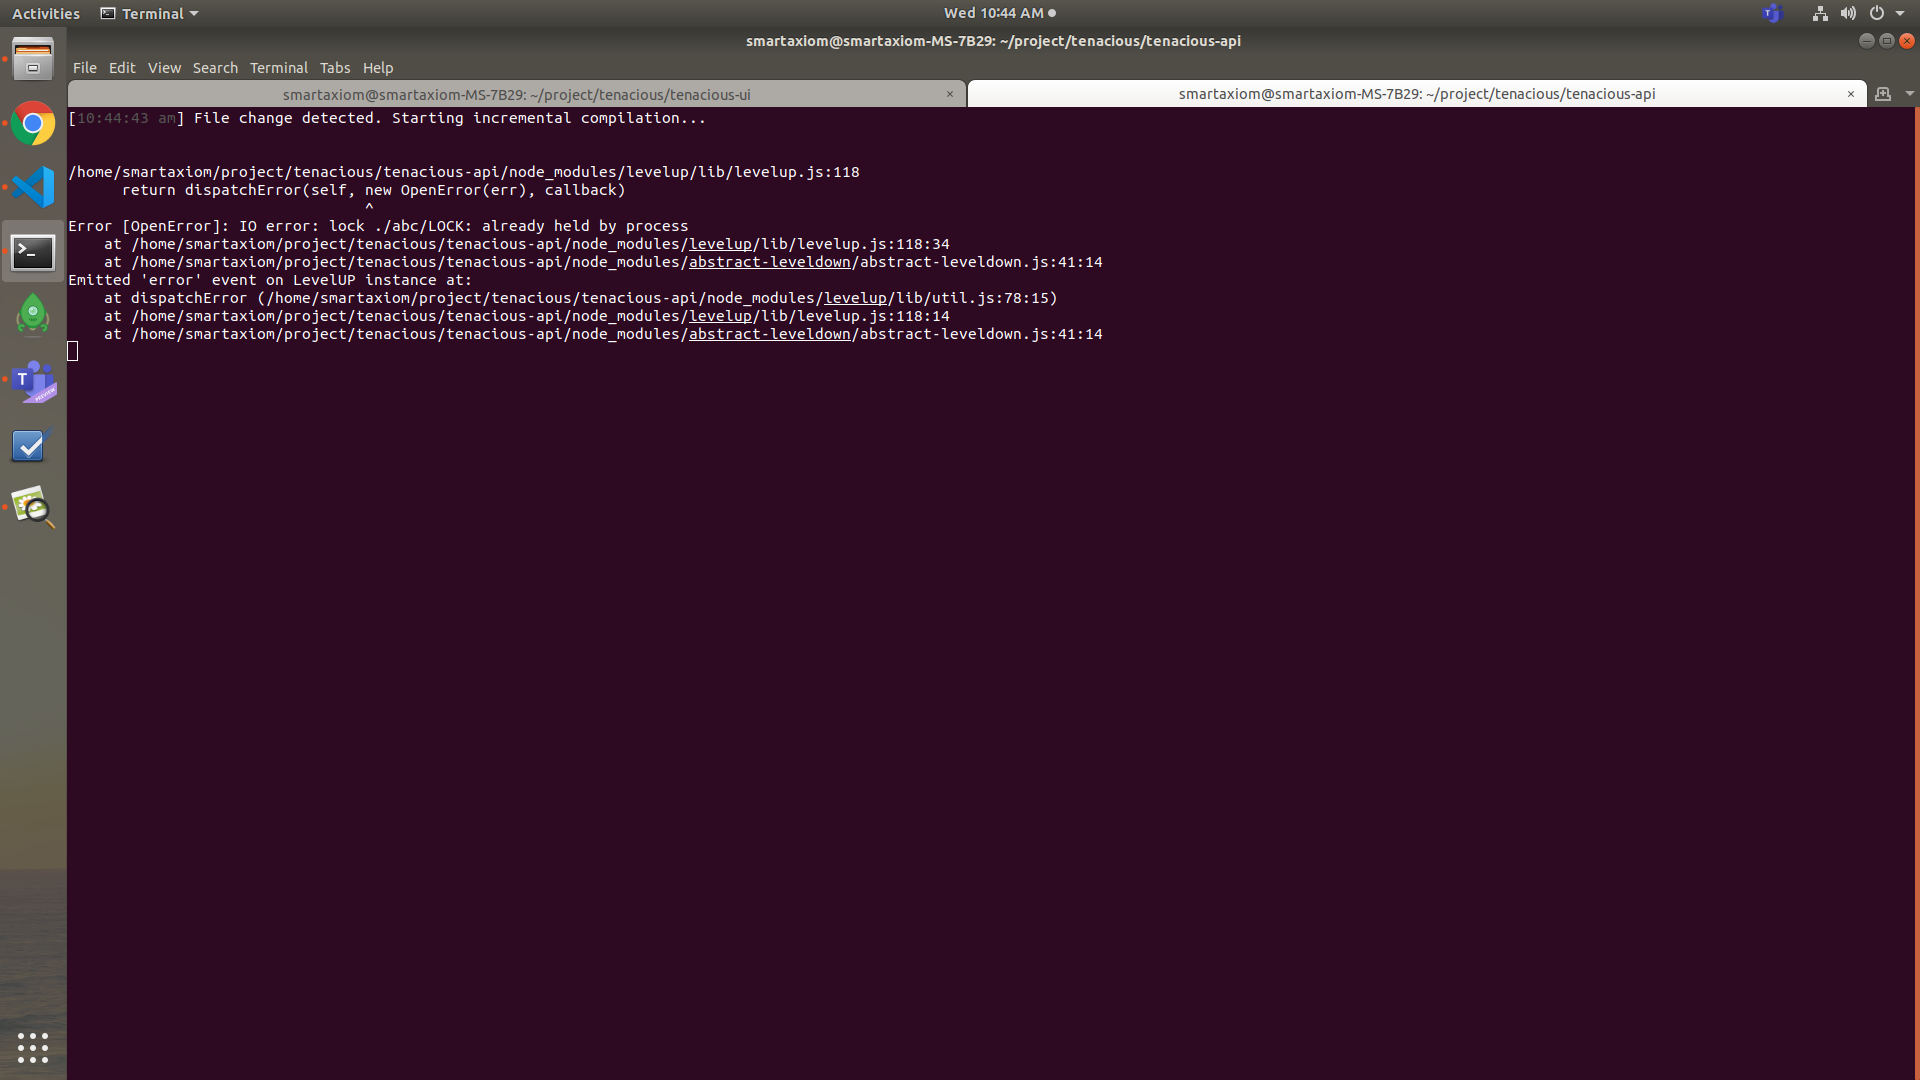 Activities Terminal Wed 10:44 AM
smartaxiom@smartaxiom-MS-7B29: ~/project/tenacious/tenacious-api
File Edit View Search Terminal Tabs Help
smartaxiom@smartaxiom-MS-7B29: ~/project/tenacious/tenacious-ui × smartaxiom@smartaxiom-MS-7B29: ~/project/tenacious/tenacious-api ×
[10:44:43 am] File change detected. Starting incremental compilation...
/home/smartaxiom/project/tenacious/tenacious-api/node_modules/levelup/lib/levelup.js:118
return dispatchError(self, new OpenError(err), callback)
^
Error [OpenError]: IO error: lock ./abc/LOCK: already held by process
at /home/smartaxiom/project/tenacious/tenacious-api/node_modules/levelup/lib/levelup.js:118:34
at /home/smartaxiom/project/tenacious/tenacious-api/node_modules/abstract-leveldown/abstract-leveldown.js:41:14
Emitted 'error' event on LevelUP instance at:
at dispatchError (/home/smartaxiom/project/tenacious/tenacious-api/node_modules/levelup/lib/util.js:78:15)
at /home/smartaxiom/project/tenacious/tenacious-api/node_modules/levelup/lib/levelup.js:118:14
at /home/smartaxiom/project/tenacious/tenacious-api/node_modules/abstract-leveldown/abstract-leveldown.js:41:14
T
PREVIEW